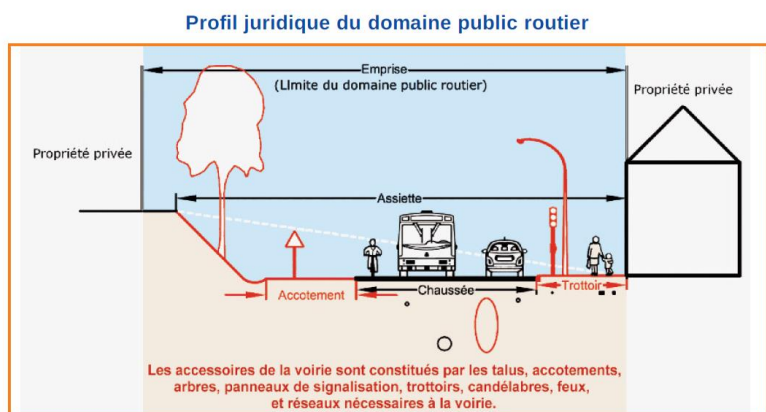 Profil juridique du domaine public routier
Emprise
(LImite du domaine public routier)
Propriété privée
Propriété privée
Assiette
Accotement
Chaussée
Trottoir
Les accessoires de la voirie sont constitués par les talus, accotements,
arbres, panneaux de signalisation, trottoirs, candélabres, feux,
et réseaux nécessaires à la voirie.